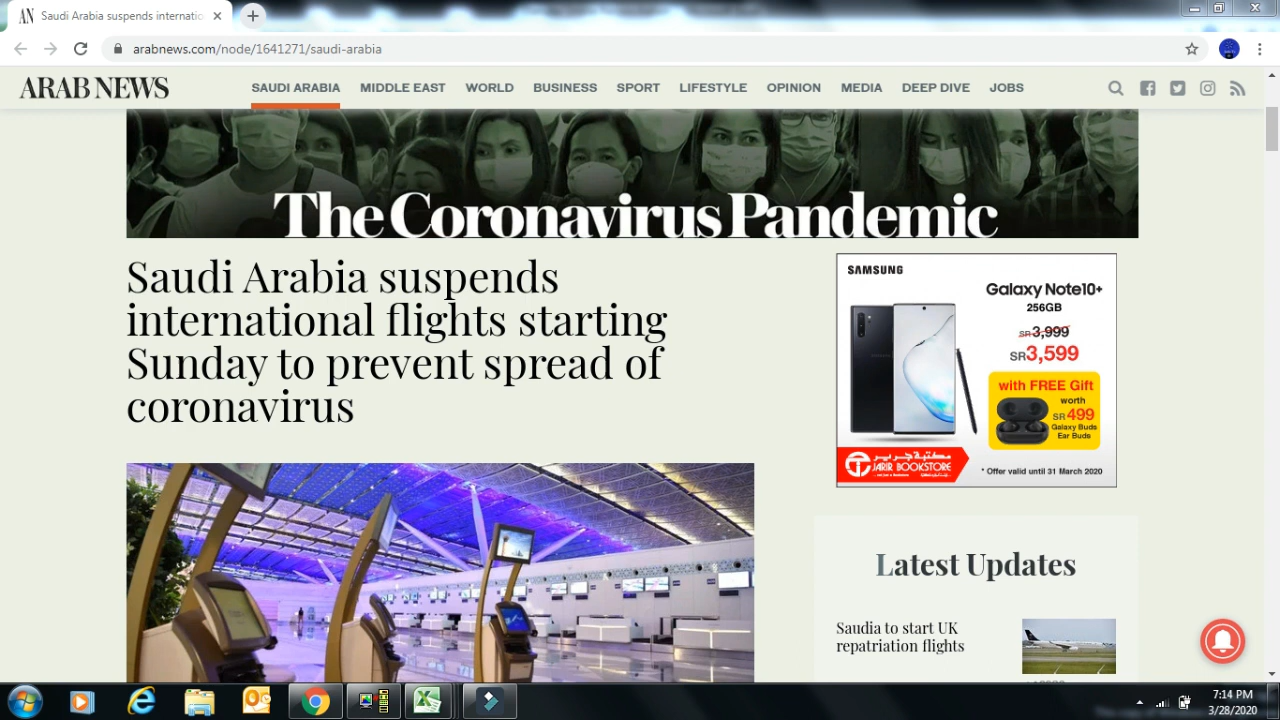 Saudi Arabia suspends internatio
arabnews.com/node/1641271/saudi-arabia
ARAB NEWS
SAUDI ARABIA MIDDLE EAST WORLD BUSINESS SPORT LIFESTYLE OPINION MEDIA DEEP DIVE JOBS
The Coronavirus Pandemic
Saudi Arabia suspends
international flights starting
Sunday to prevent spread of
coronavirus
SAMSUNG
Galaxy Note10+
256GB
SR 3,999
SR 3,599
with FREE Gift
worth
SR 499
Galaxy Buds
Ear Buds
مكتبة جرير
JARIR BOOKSTORE
* Offer valid until 31 March 2020
Latest Updates
Saudia to start UK
repatriation flights
7:14 PM
3/28/2020